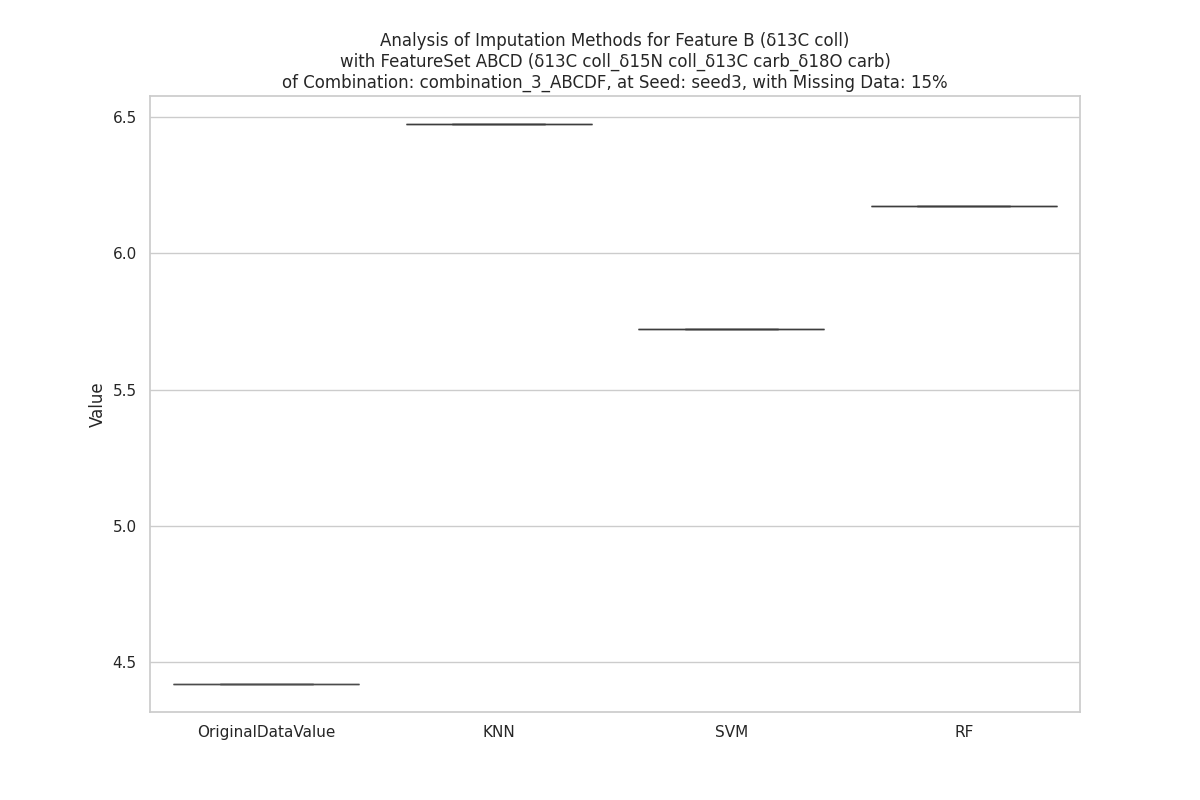 Analysis of Imputation Methods for Feature B (δ13C coll)
with FeatureSet ABCD (δ13C coll_δ15N coll_δ13C carb_δ18O carb)
of Combination: combination_3_ABCDF, at Seed: seed3, with Missing Data: 15%
6.5
6.0
5.5
5.0
4.5
Value
OriginalDataValue
KNN
SVM
RF